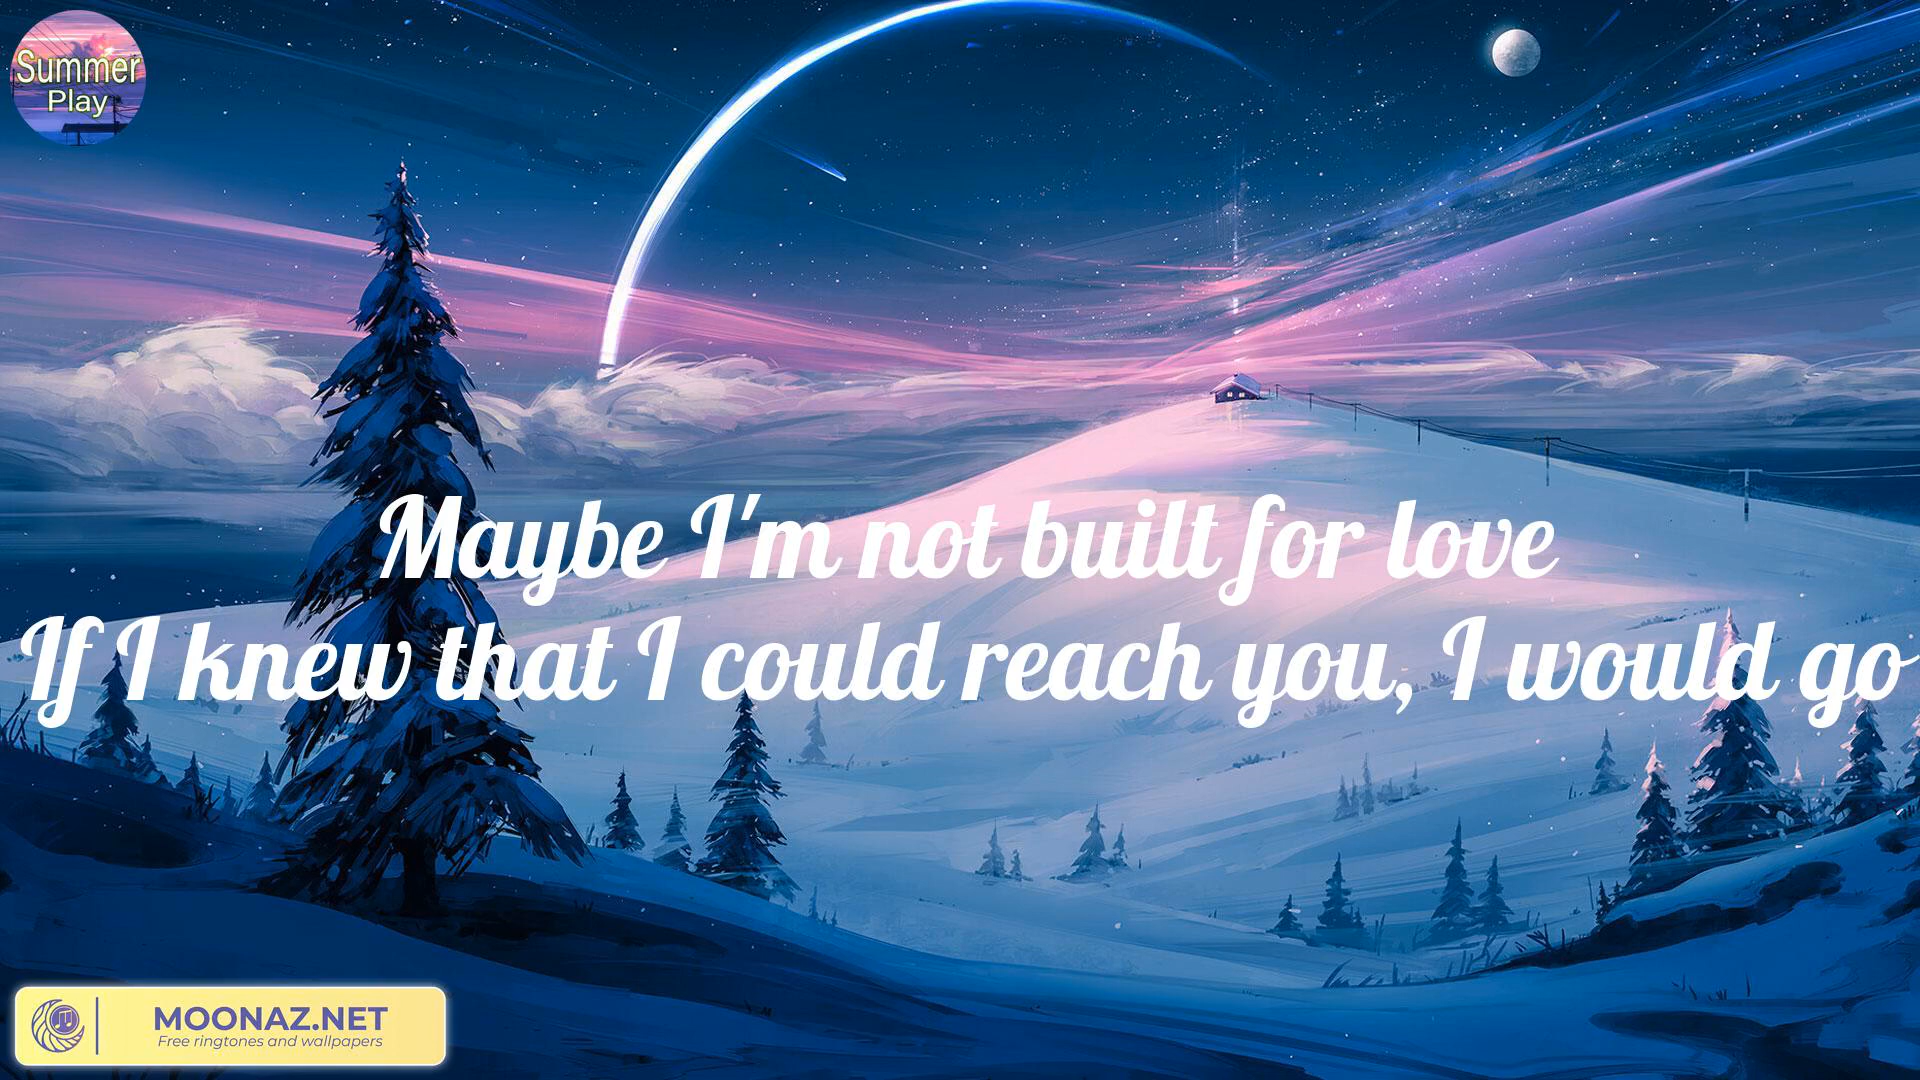 Summer
Play
Maybe I'm not built for love
If I knew that I could reach you, I would go
MOONAZ.NET
Free ringtones and wallpapers